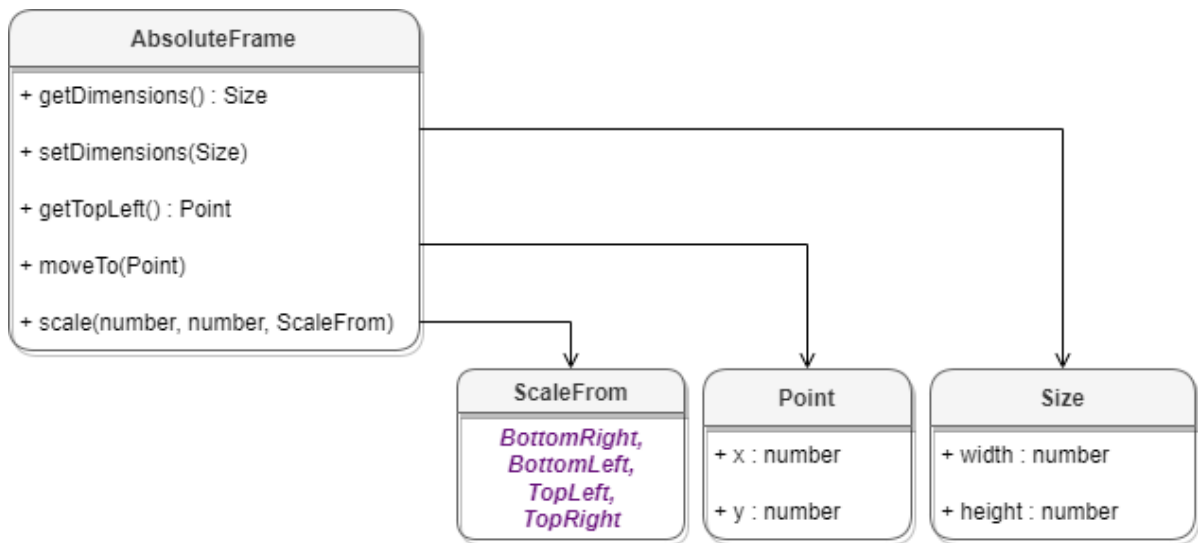 AbsoluteFrame
+ getDimensions() : Size
+ setDimensions(Size)
+ getTopLeft() : Point
+ moveTo(Point)
+ scale(number, number, ScaleFrom)
ScaleFrom
BottomRight,
BottomLeft,
TopLeft,
TopRight
Point
+ x : number
+ y : number
Size
+ width : number
+ height : number